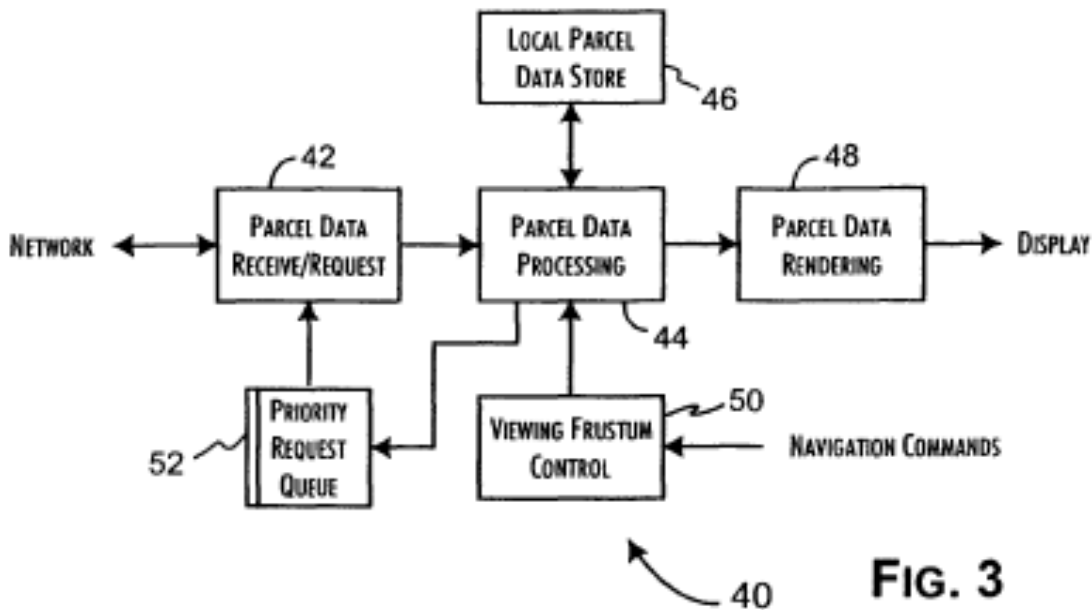 LOCAL PARCEL
DATA STORE
46
42
48
NETWORK
PARCEL DATA
RECEIVE/REQUEST
PARCEL DATA
PROCESSING
PARCEL DATA
RENDERING
DISPLAY
44
52
PRIORITY
REQUEST
QUEUE
VIEWING FRUSTUM
CONTROL
50
NAVIGATION COMMANDS
40
FIG. 3